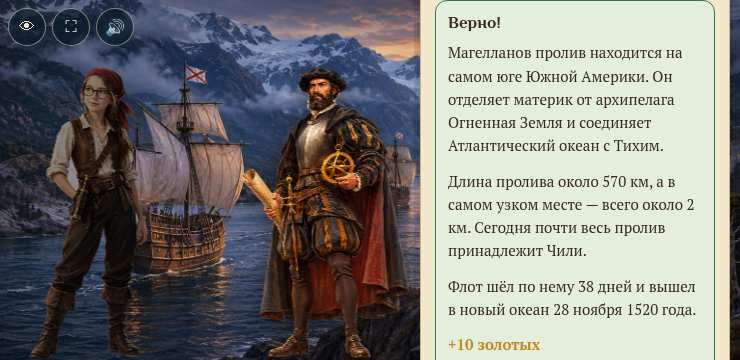 Верно!
Магелланов пролив находится на
самом юге Южной Америки. Он
отделяет материк от архипелага
Огненная Земля и соединяет
Атлантический океан с Тихим.
Длина пролива около 570 км, а в
самом узком месте — всего около 2
км. Сегодня почти весь пролив
принадлежит Чили.
Флот шёл по нему 38 дней и вышел
в новый океан 28 ноября 1520 года.
+10 золотых